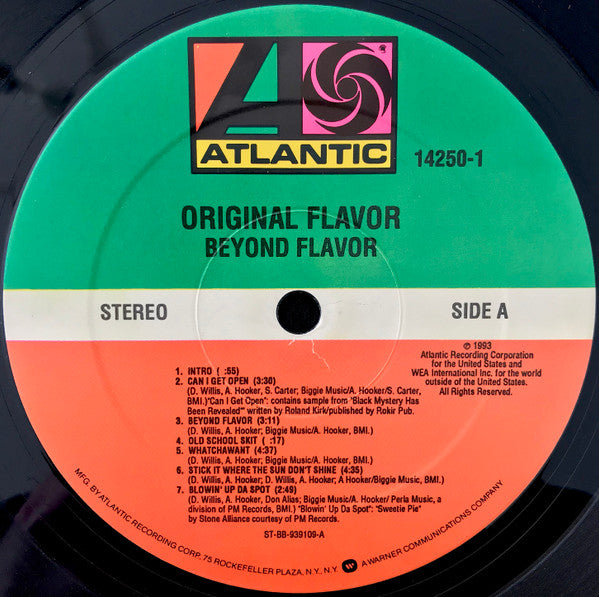 ATLANTIC
14250-1
ORIGINAL FLAVOR
BEYOND FLAVOR
STEREO
SIDE A
℗ 1993
Atlantic Recording Corporation
for the United States and
WEA International Inc. for the world
outside of the United States.
All Rights Reserved.
1. INTRO ( :55)
2. CAN I GET OPEN (3:36)
(D. Willis, A. Hooker, S. Carter; Biggie Music/A. Hooker/S. Carter,
BMI.)"Can I Get Open": contains sample from "Black Mystery Has
Been Revealed"" written by Roland Kirk/published by Rokir Pub.
3. BEYOND FLAVOR (3:11)
(D. Willis, A. Hooker; Biggie Music/A. Hooker, BMI.)
4. OLD SCHOOL SKIT ( :17)
5. WHATCHAWANT (4:37)
(D. Willis, A. Hooker; Biggie Music/A. Hooker, BMI.)
6. STICK IT WHERE THE SUN DON'T SHINE (4:35)
(D. Willis, A. Hooker; D. Willis, A. Hooker; A Hooker/Biggie Music, BMI.)
7. BLOWIN' UP DA SPOT (2:49)
(D. Willis, A. Hooker, Don Alias; Biggie Music/A. Hooker/ Perla Music, a
division of PM Records, BMI.) "Blowin' Up Da Spot": "Sweetie Pie"
by Stone Alliance courtesy of PM Records.
ST-BB-939109-A
MFG. BY ATLANTIC RECORDING CORP. 75 ROCKEFELLER PLAZA, N.Y., N.Y. A WARNER COMMUNICATIONS COMPANY